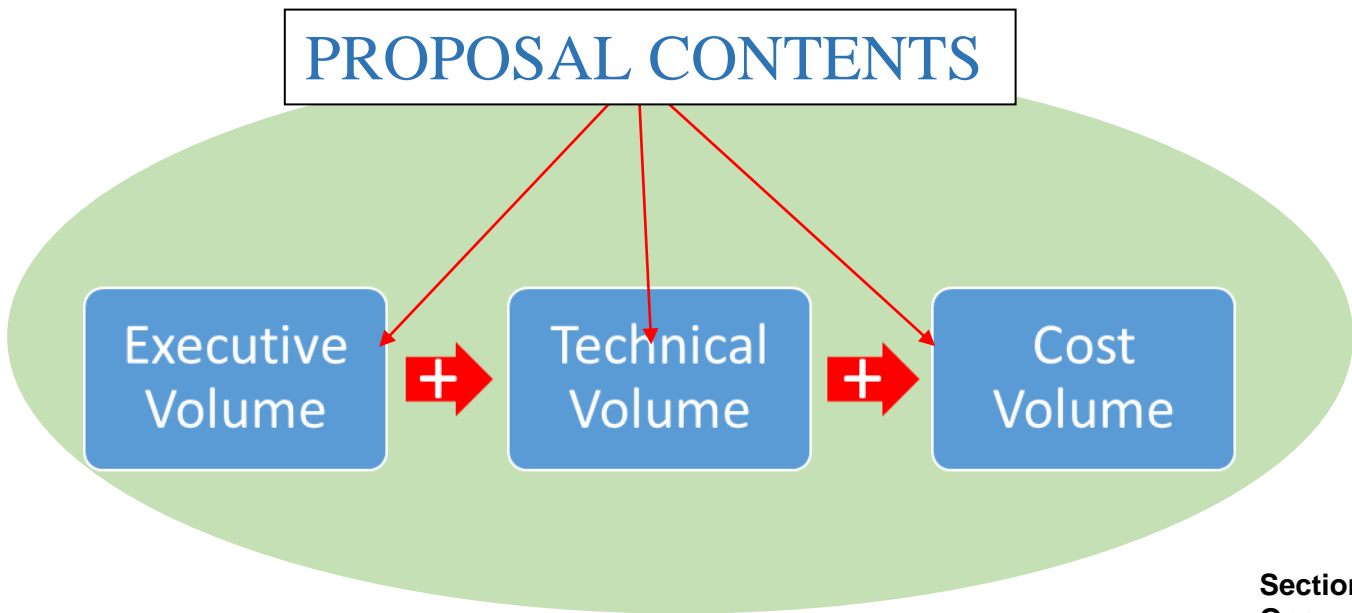 PROPOSAL CONTENTS
Executive
Volume
+
Technical
Volume
+
Cost
Volume